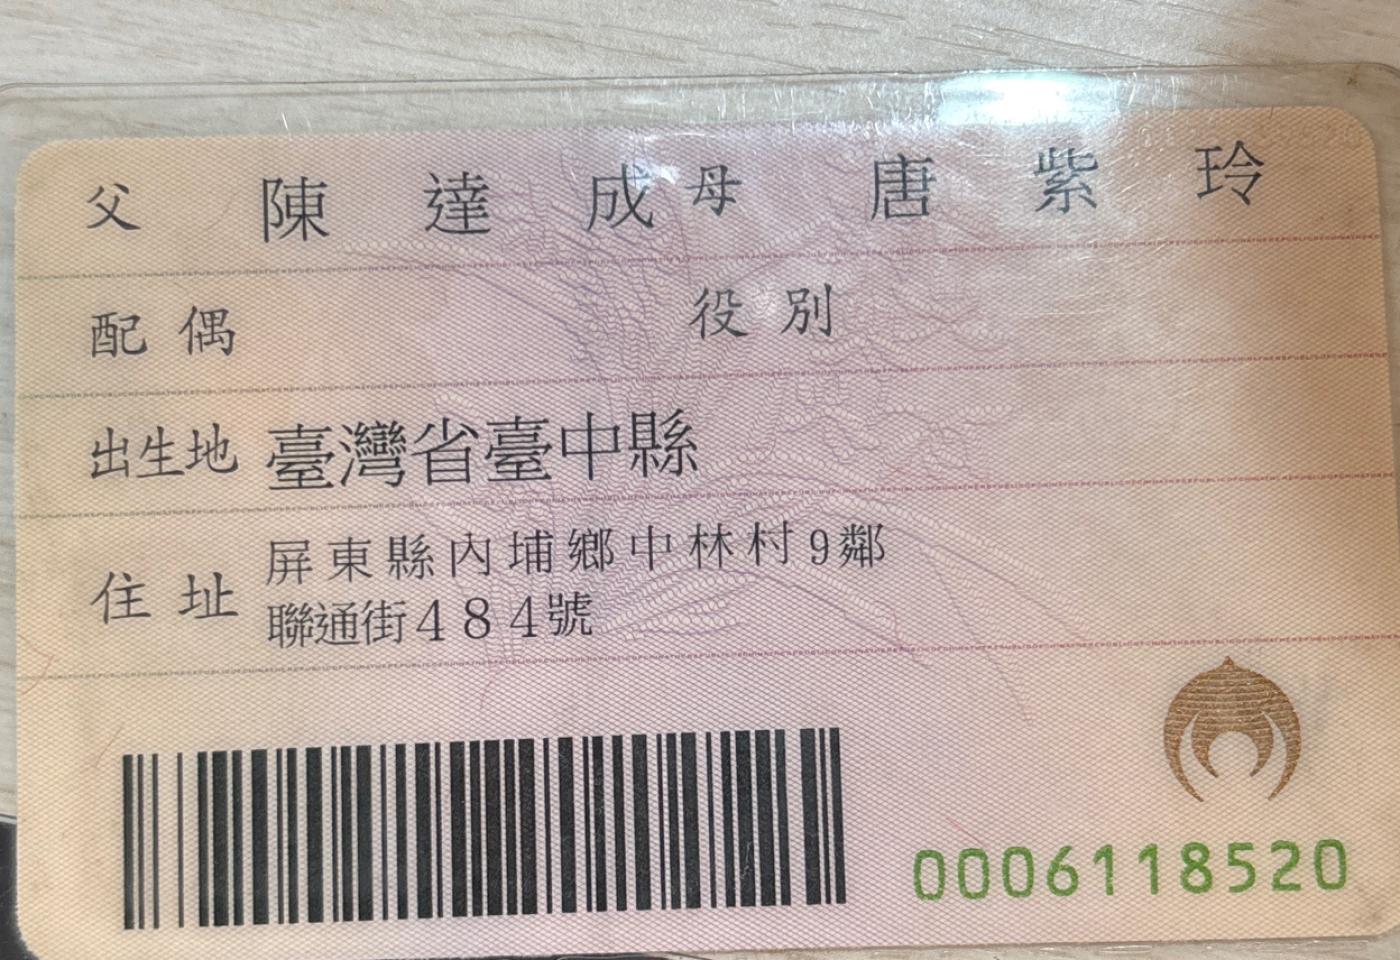 父 陳達成 母 唐紫玲
配偶 役別
出生地 臺灣省臺中縣
住址 屏東縣內埔鄉中林村9鄰
聯通街484號
0006118520